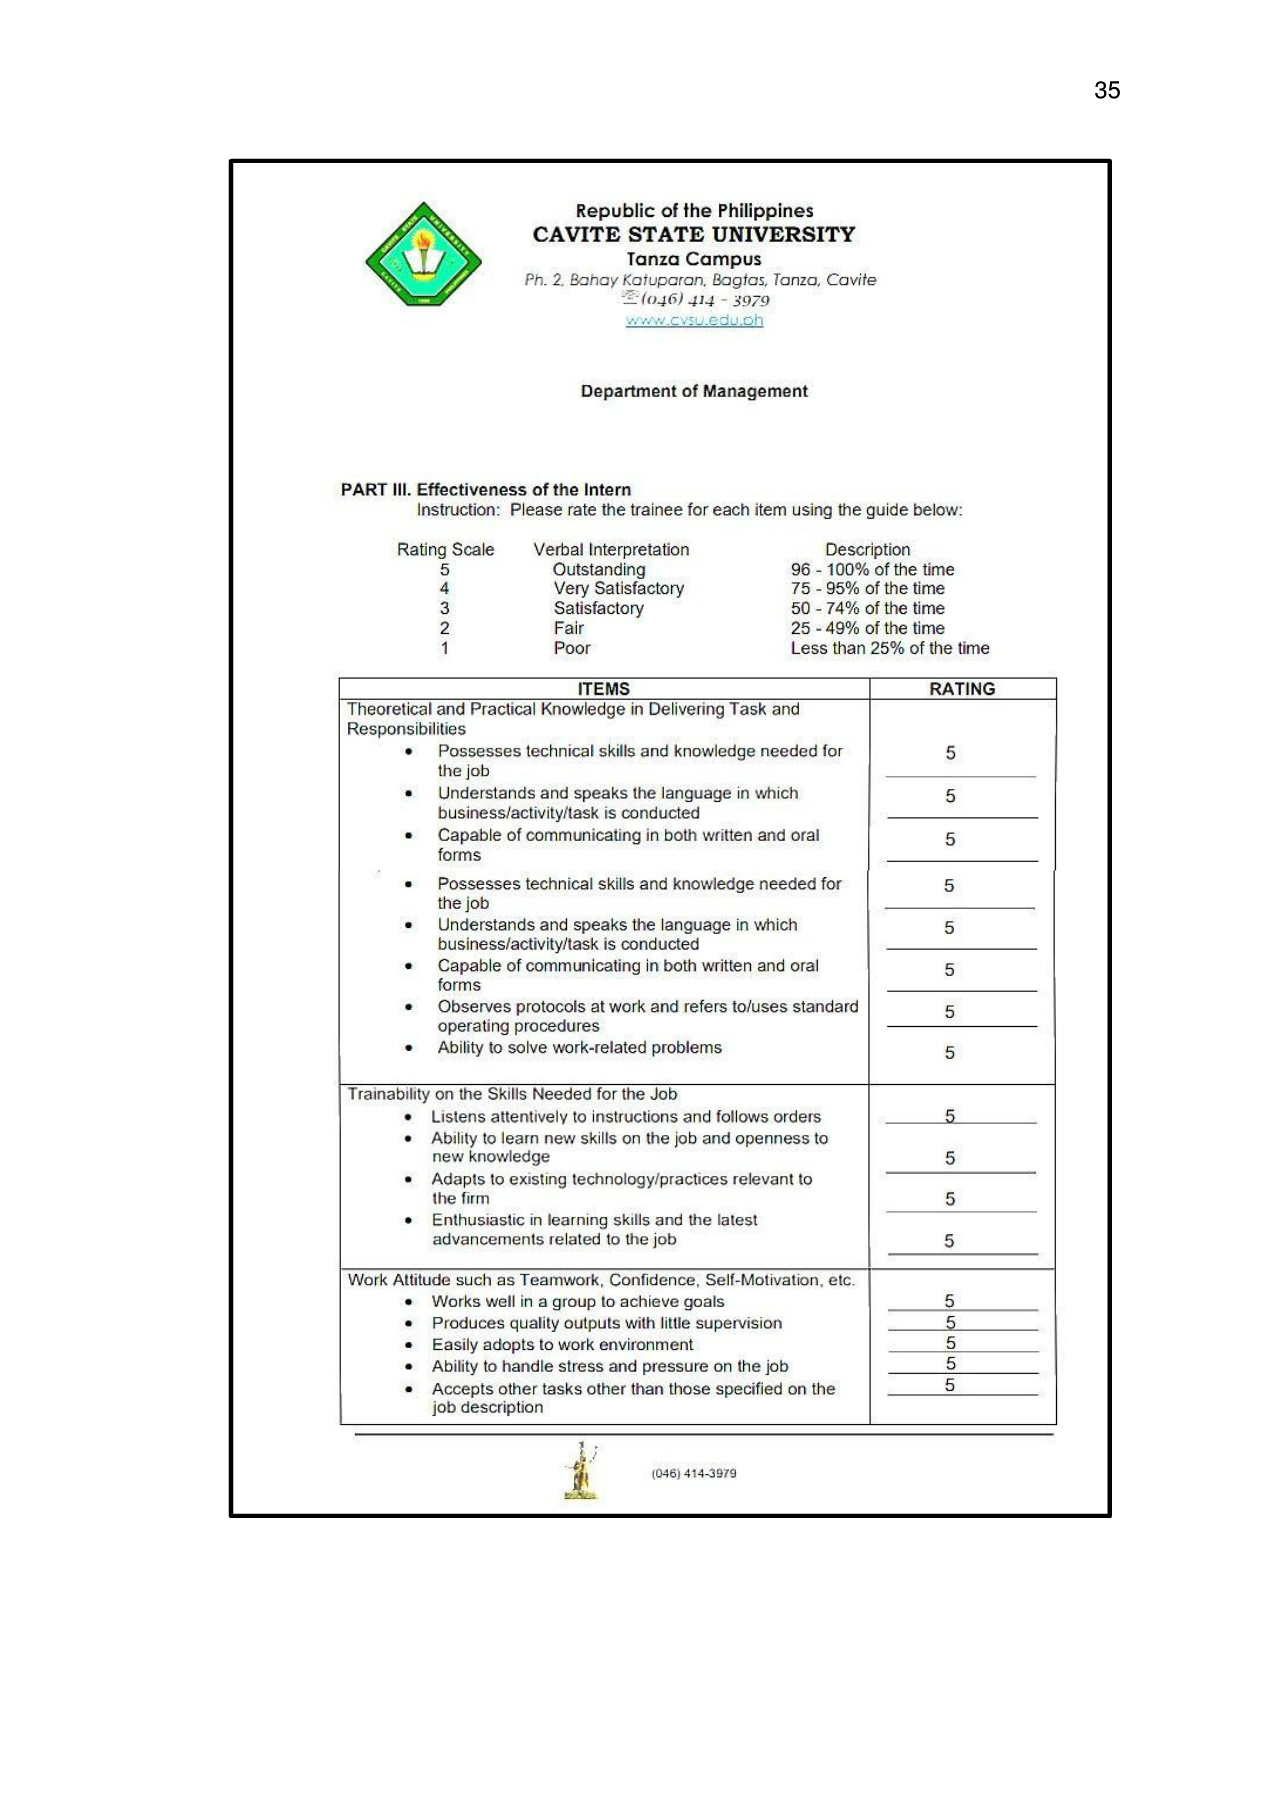 35
Republic of the Philippines
CAVITE STATE UNIVERSITY
Tanza Campus
Ph. 2, Bahay Katuparan, Bagtas, Tanza, Cavite
(046) 414 - 3979
www.cvsu.edu.ph
Department of Management
PART III. Effectiveness of the Intern
Instruction: Please rate the trainee for each item using the guide below:
Rating Scale Verbal Interpretation Description
5 Outstanding 96 - 100% of the time
4 Very Satisfactory 75 - 95% of the time
3 Satisfactory 50 - 74% of the time
2 Fair 25 - 49% of the time
1 Poor Less than 25% of the time
ITEMS RATING
Theoretical and Practical Knowledge in Delivering Task and
Responsibilities
• Possesses technical skills and knowledge needed for 5
the job
• Understands and speaks the language in which 5
business/activity/task is conducted
• Capable of communicating in both written and oral 5
forms
• Possesses technical skills and knowledge needed for 5
the job
• Understands and speaks the language in which 5
business/activity/task is conducted
• Capable of communicating in both written and oral 5
forms
• Observes protocols at work and refers to/uses standard 5
operating procedures
• Ability to solve work-related problems 5
Trainability on the Skills Needed for the Job
• Listens attentively to instructions and follows orders 5
• Ability to learn new skills on the job and openness to
new knowledge 5
• Adapts to existing technology/practices relevant to
the firm 5
• Enthusiastic in learning skills and the latest
advancements related to the job 5
Work Attitude such as Teamwork, Confidence, Self-Motivation, etc.
• Works well in a group to achieve goals 5
• Produces quality outputs with little supervision 5
• Easily adopts to work environment 5
• Ability to handle stress and pressure on the job 5
• Accepts other tasks other than those specified on the 5
job description
(046) 414-3979